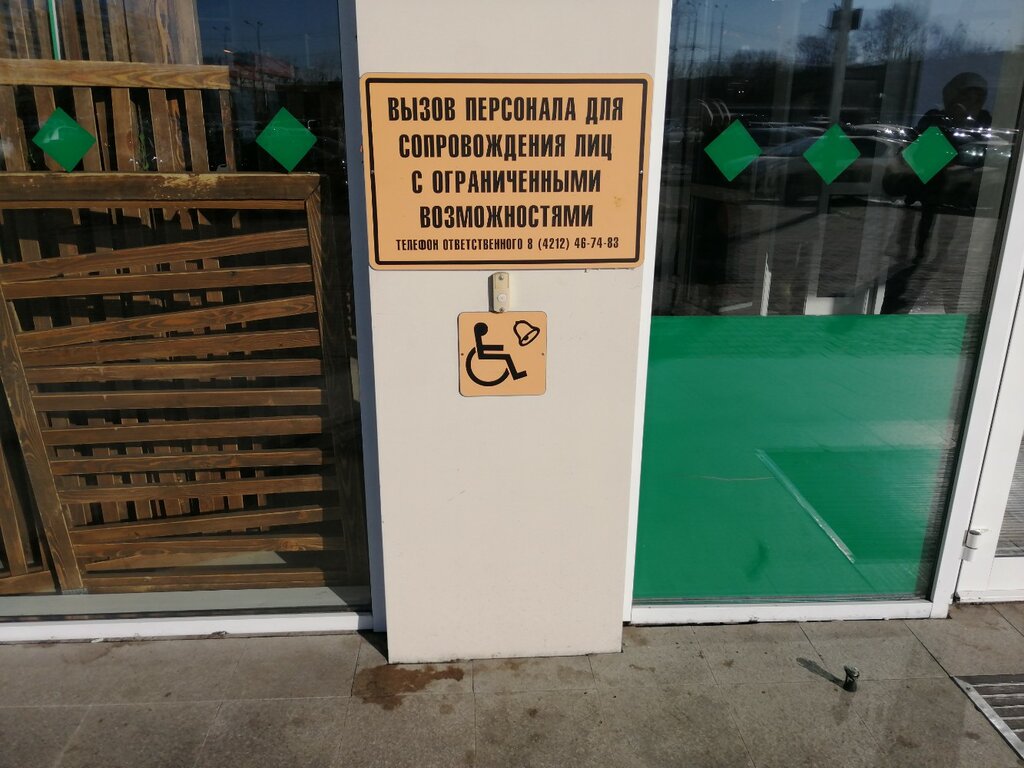 ВЫЗОВ ПЕРСОНАЛА ДЛЯ
СОПРОВОЖДЕНИЯ ЛИЦ
С ОГРАНИЧЕННЫМИ
ВОЗМОЖНОСТЯМИ
ТЕЛЕФОН ОТВЕТСТВЕННОГО 8 (4212) 46-74-83